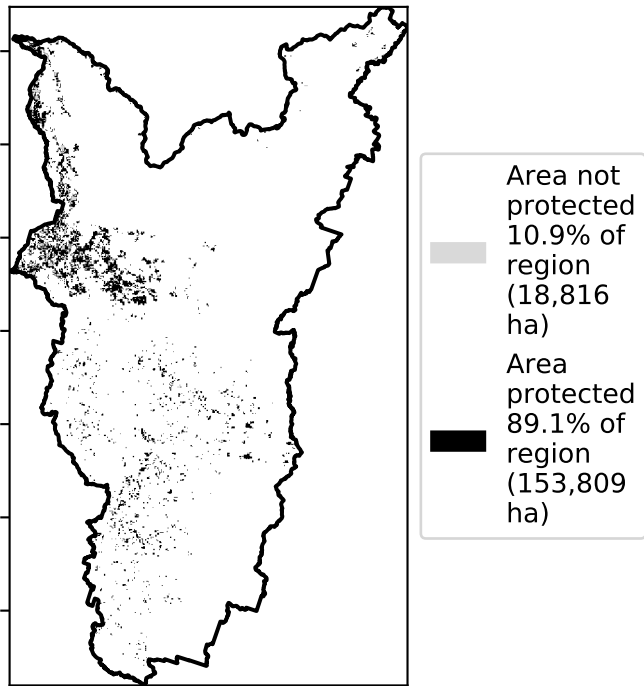 Area not
protected
10.9% of
region
(18,816
ha)
Area
protected
89.1% of
region
(153,809
ha)